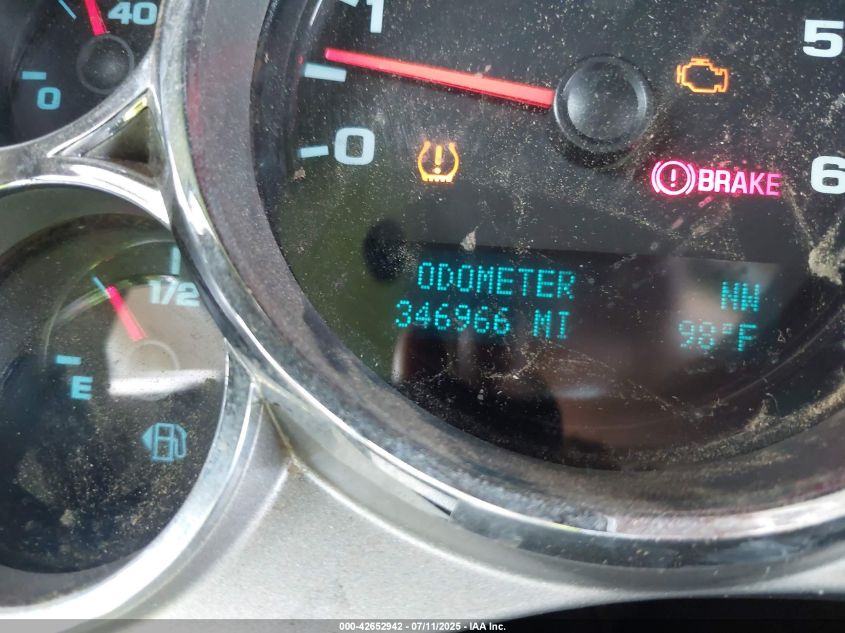 40
0
1
5
0
6
BRAKE
1/2
E
ODOMETER NW
346966 MI 98°F
000-42652942 - 07/11/2025 - IAA Inc.